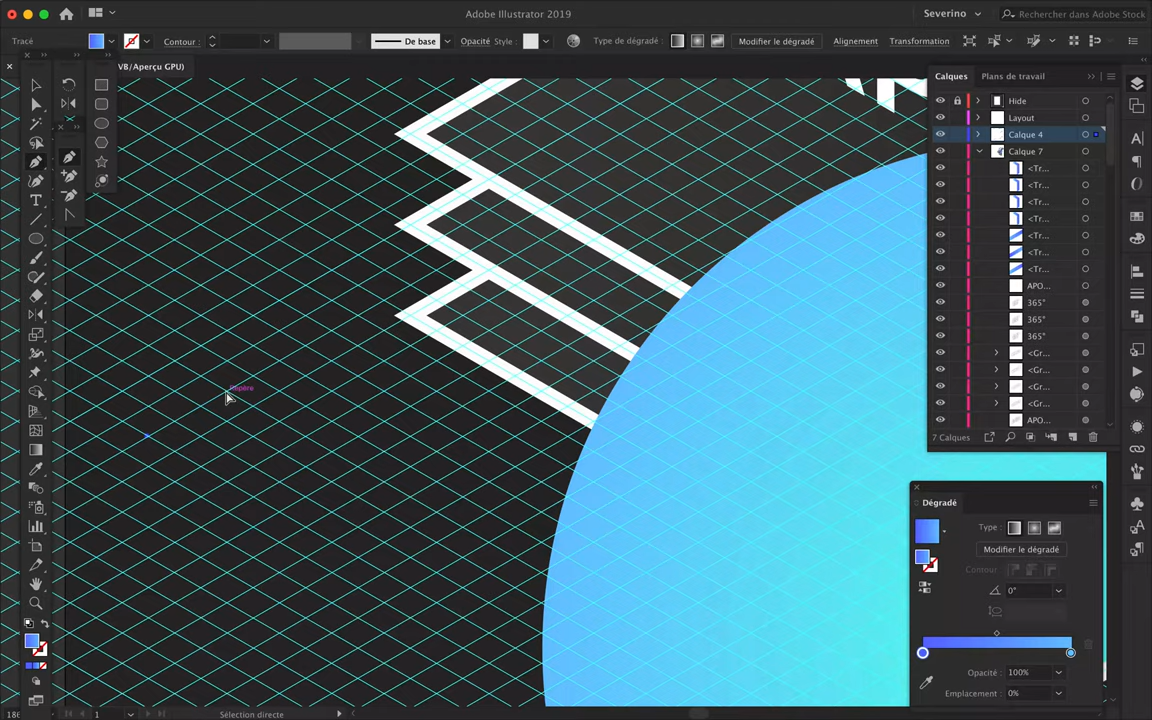 Adobe Illustrator 2019
Severino
Rechercher dans Adobe Stock
Tracé
Contour :
De base
Opacité
Style :
Type de dégradé :
Modifier le dégradé
Alignement
Transformation
VB/Aperçu GPU)
Calques
Plans de travail
Hide
Layout
Calque 4
Calque 7
<Tr...
<Tr...
<Tr...
<Tr...
<Tr...
<Tr...
<Tr...
APO...
365°
365°
365°
<Gr...
<Gr...
<Gr...
<Gr...
APO...
7 Calques
Repère
Dégradé
Type :
Modifier le dégradé
Contour
0°
Opacité :
100%
Emplacement :
0%
1
Sélection directe